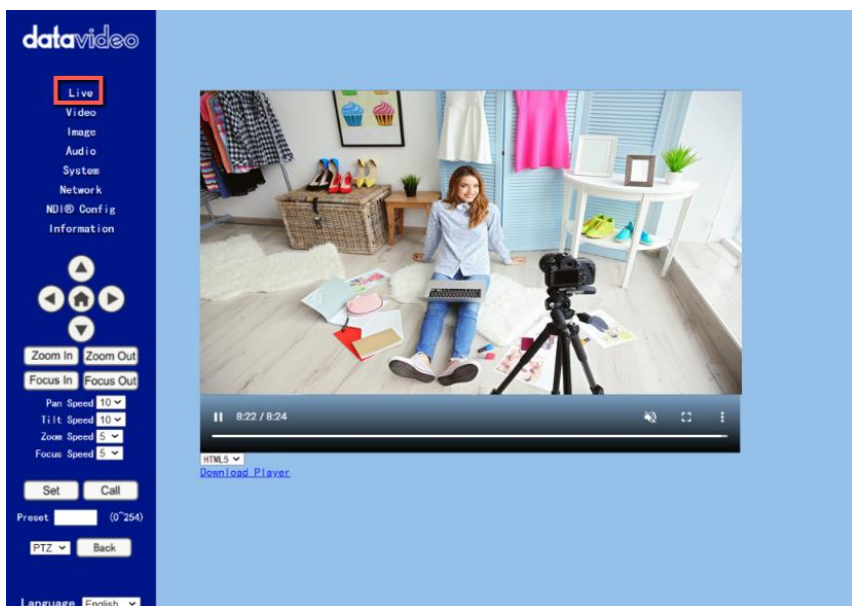 datavideo
Live
Video
Image
Audio
System
Network
NDI® Config
Information
Zoom In Zoom Out
Focus In Focus Out
Pan Speed 10
Tilt Speed 10
Zoom Speed 5
Focus Speed 5
Set Call
Preset (0~254)
PTZ Back
Language English
8:22 / 8:24
HTML5
Download Player